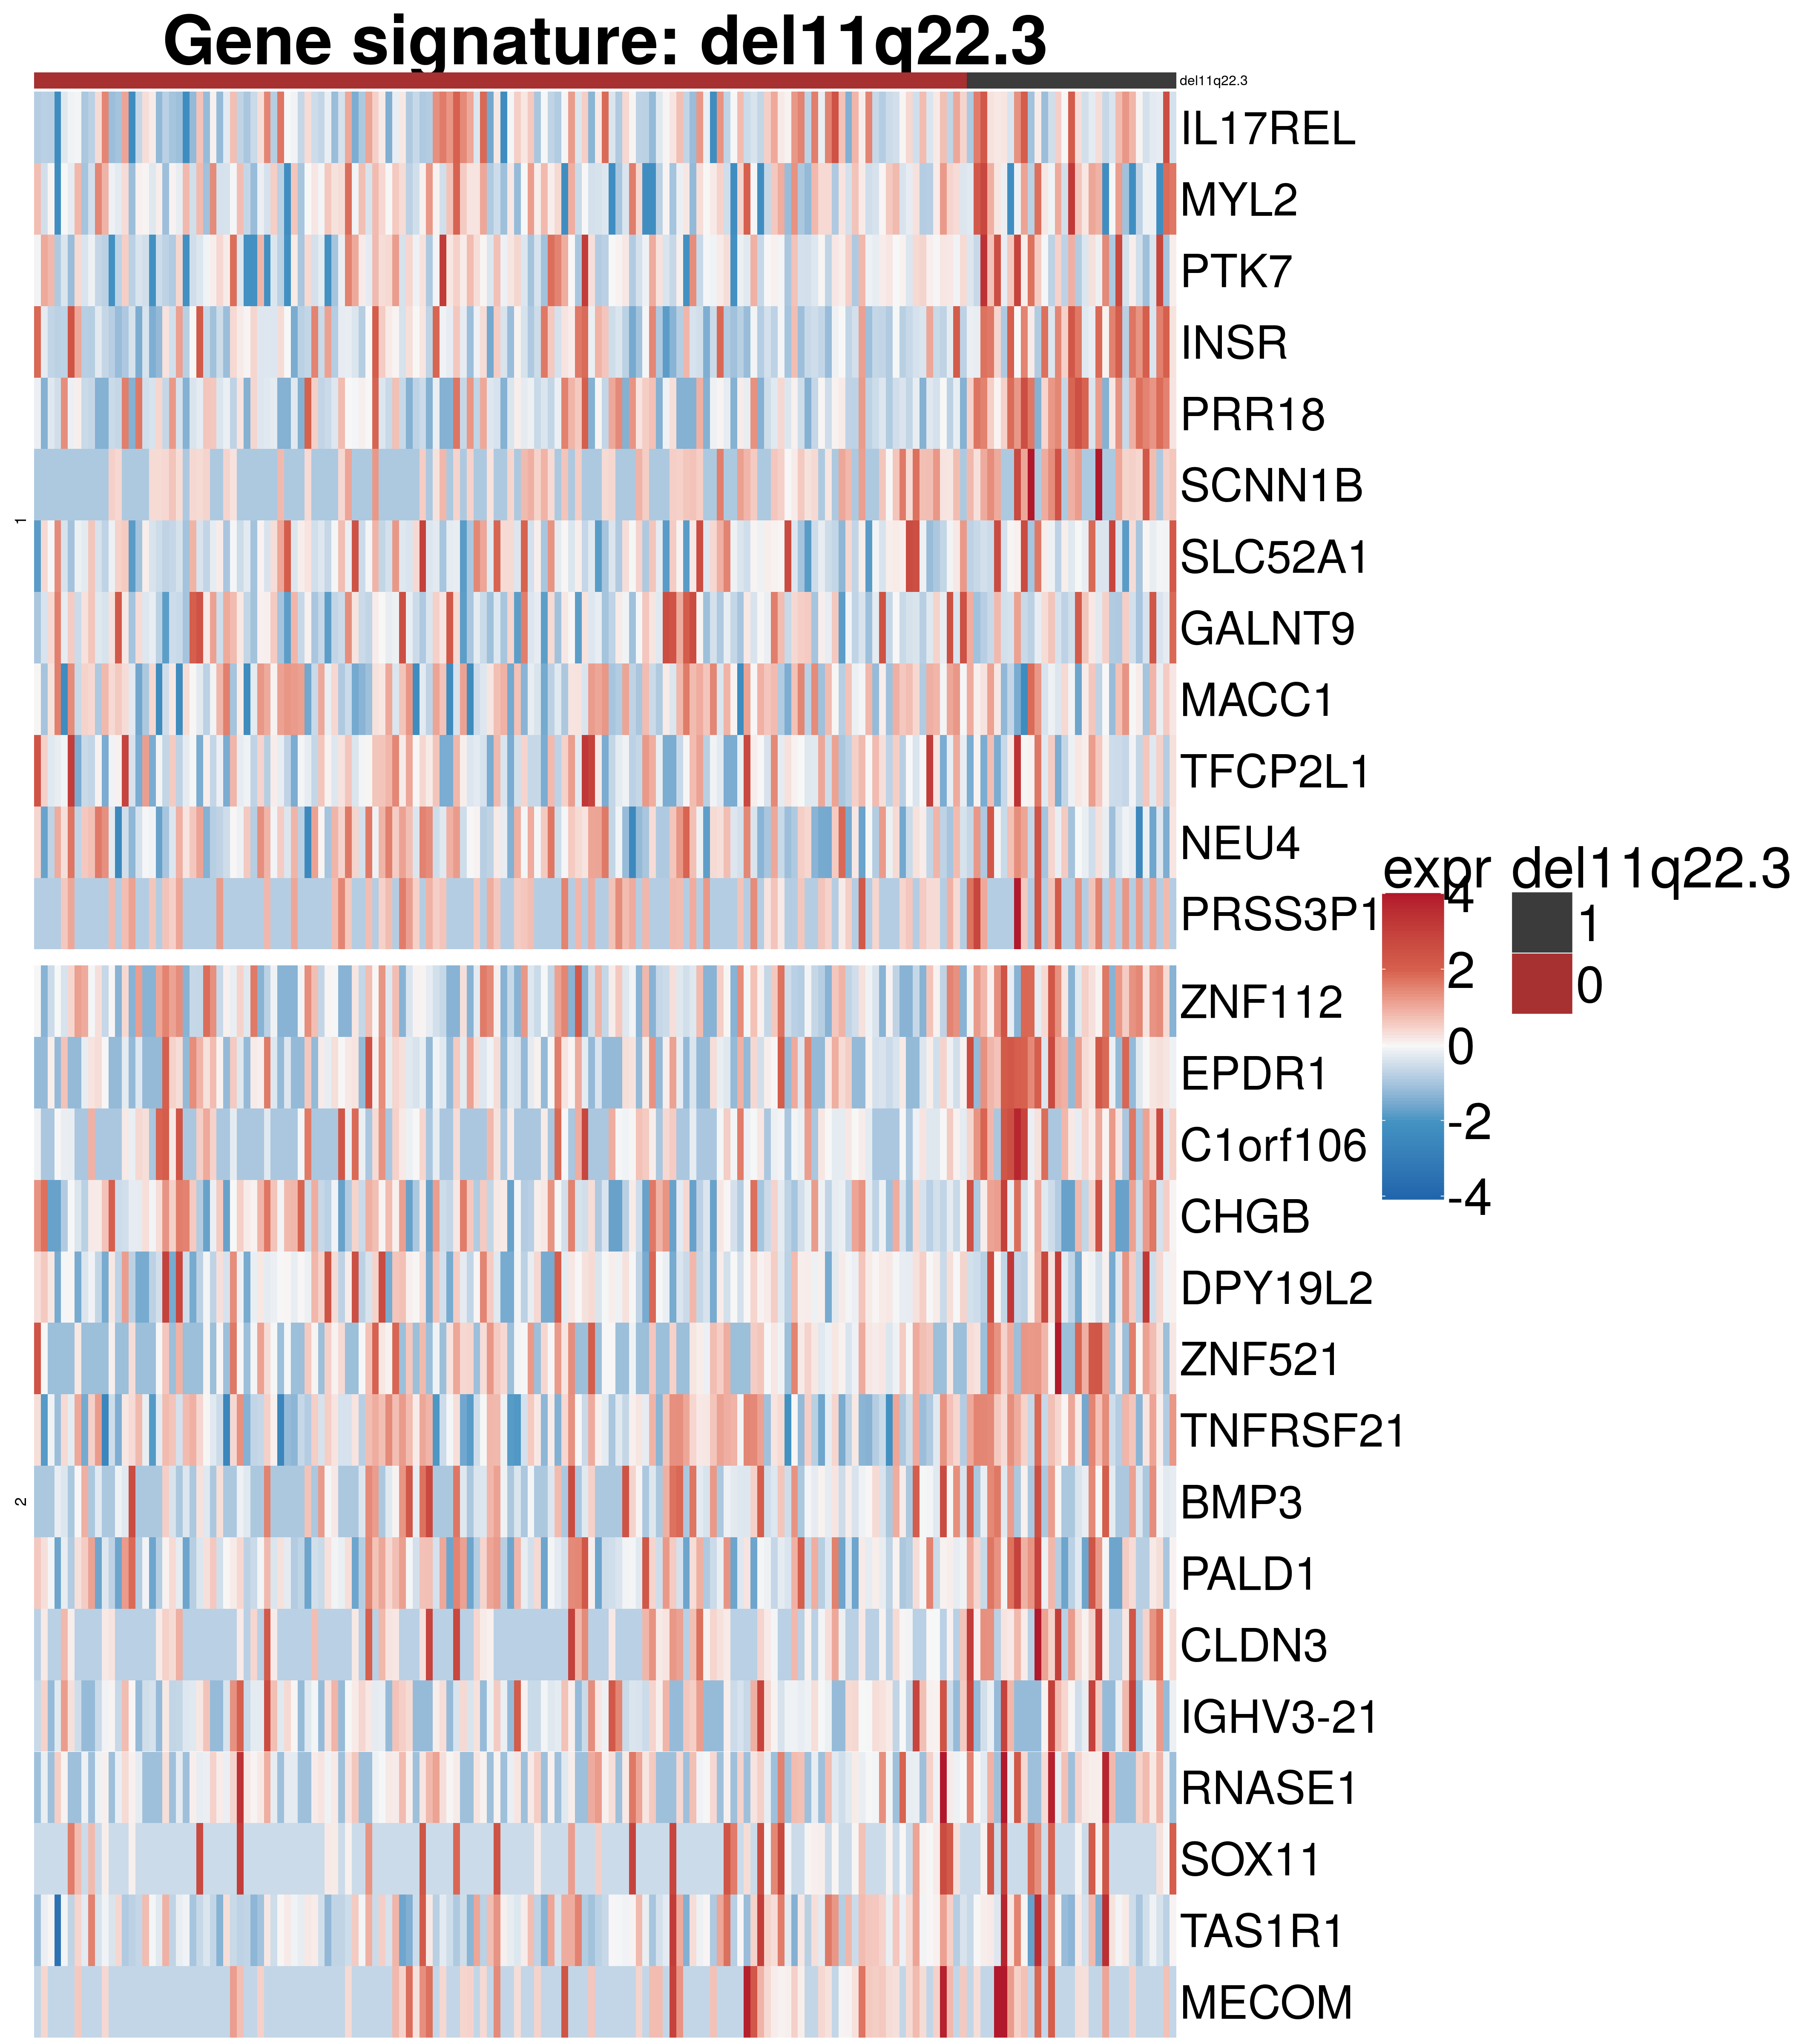 Gene signature: del11q22.3
del11q22.3
1
IL17REL
MYL2
PTK7
INSR
PRR18
SCNN1B
SLC52A1
GALNT9
MACC1
TFCP2L1
NEU4
PRSS3P1
2
ZNF112
EPDR1
C1orf106
CHGB
DPY19L2
ZNF521
TNFRSF21
BMP3
PALD1
CLDN3
IGHV3-21
RNASE1
SOX11
TAS1R1
MECOM
expr
4
2
0
-2
-4
del11q22.3
1
0